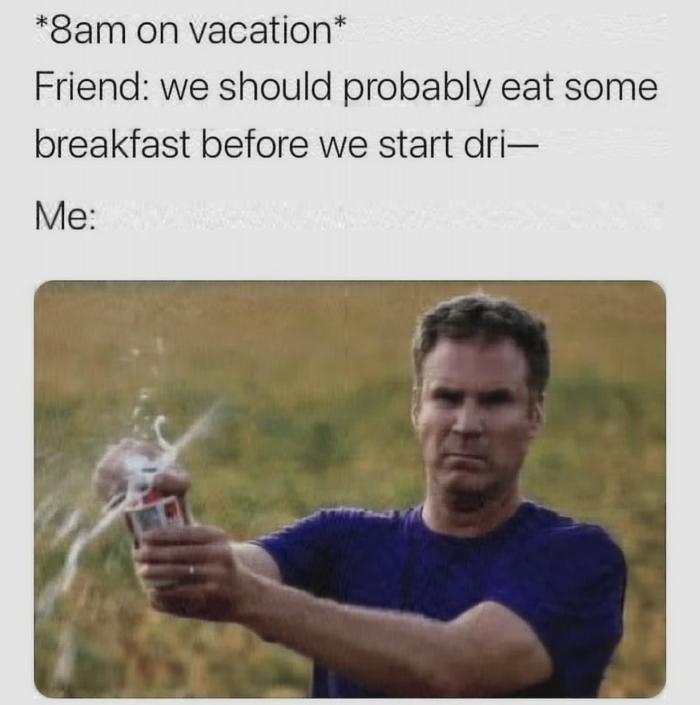 *8am on vacation*
Friend: we should probably eat some
breakfast before we start dri—
Me: